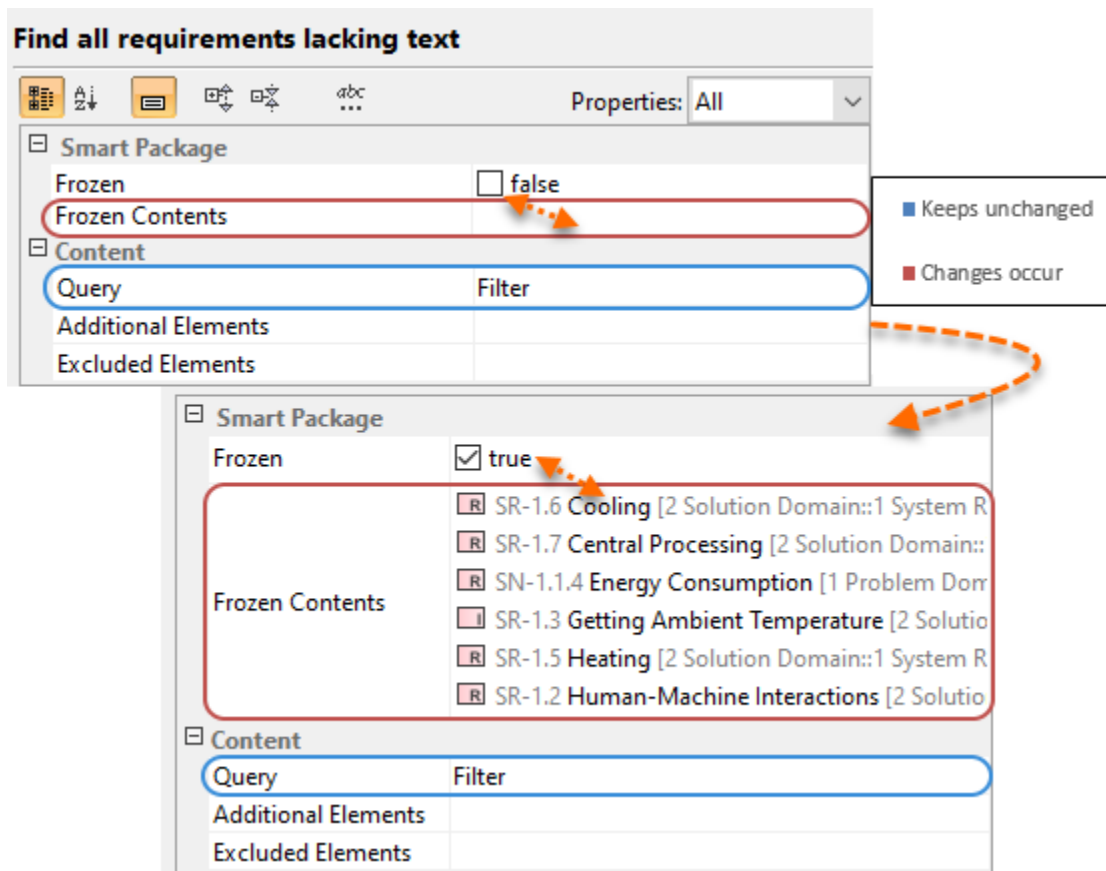 Find all requirements lacking text
Properties: All
Smart Package
Frozen false
Frozen Contents
Content
Query Filter
Additional Elements
Excluded Elements
Keeps unchanged
Changes occur
Smart Package
Frozen true
Frozen Contents
SR-1.6 Cooling [2 Solution Domain::1 System R
SR-1.7 Central Processing [2 Solution Domain::
SN-1.1.4 Energy Consumption [1 Problem Dom
SR-1.3 Getting Ambient Temperature [2 Solutio
SR-1.5 Heating [2 Solution Domain::1 System R
SR-1.2 Human-Machine Interactions [2 Solutio
Content
Query Filter
Additional Elements
Excluded Elements